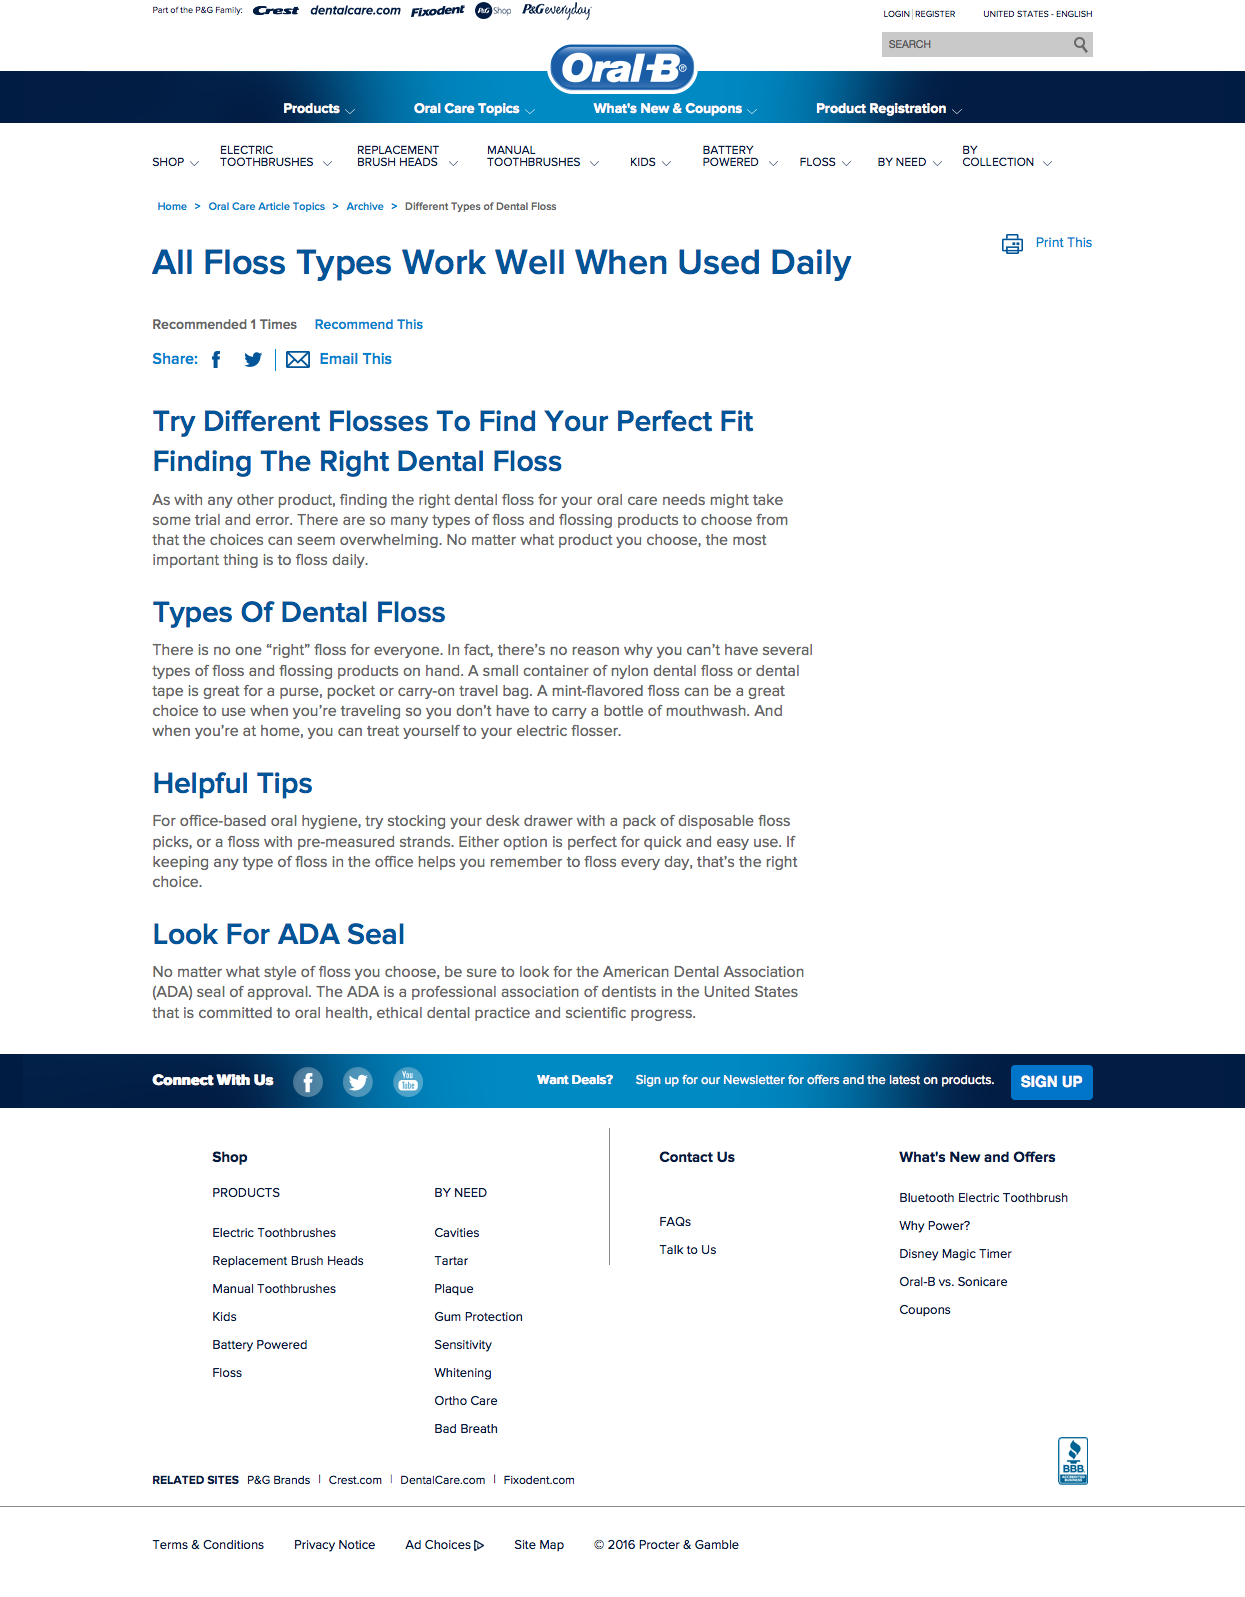 Part of the P&G Family: Crest dentalcare.com Fixodent P&G Shop P&G everyday
LOGIN | REGISTER UNITED STATES - ENGLISH
SEARCH
Oral-B®
Products Oral Care Topics What's New & Coupons Product Registration
SHOP ELECTRIC TOOTHBRUSHES REPLACEMENT BRUSH HEADS MANUAL TOOTHBRUSHES KIDS BATTERY POWERED FLOSS BY NEED BY COLLECTION
Home > Oral Care Article Topics > Archive > Different Types of Dental Floss
Print This
All Floss Types Work Well When Used Daily
Recommended 1 Times Recommend This
Share: Email This
Try Different Flosses To Find Your Perfect Fit
Finding The Right Dental Floss
As with any other product, finding the right dental floss for your oral care needs might take
some trial and error. There are so many types of floss and flossing products to choose from
that the choices can seem overwhelming. No matter what product you choose, the most
important thing is to floss daily.
Types Of Dental Floss
There is no one “right” floss for everyone. In fact, there’s no reason why you can’t have several
types of floss and flossing products on hand. A small container of nylon dental floss or dental
tape is great for a purse, pocket or carry-on travel bag. A mint-flavored floss can be a great
choice to use when you’re traveling so you don’t have to carry a bottle of mouthwash. And
when you’re at home, you can treat yourself to your electric flosser.
Helpful Tips
For office-based oral hygiene, try stocking your desk drawer with a pack of disposable floss
picks, or a floss with pre-measured strands. Either option is perfect for quick and easy use. If
keeping any type of floss in the office helps you remember to floss every day, that’s the right
choice.
Look For ADA Seal
No matter what style of floss you choose, be sure to look for the American Dental Association
(ADA) seal of approval. The ADA is a professional association of dentists in the United States
that is committed to oral health, ethical dental practice and scientific progress.
Connect With Us You Tube Want Deals? Sign up for our Newsletter for offers and the latest on products. SIGN UP
Shop
PRODUCTS
Electric Toothbrushes
Replacement Brush Heads
Manual Toothbrushes
Kids
Battery Powered
Floss
BY NEED
Cavities
Tartar
Plaque
Gum Protection
Sensitivity
Whitening
Ortho Care
Bad Breath
Contact Us
FAQs
Talk to Us
What's New and Offers
Bluetooth Electric Toothbrush
Why Power?
Disney Magic Timer
Oral-B vs. Sonicare
Coupons
BBB.
ACCREDITED
BUSINESS
RELATED SITES P&G Brands | Crest.com | DentalCare.com | Fixodent.com
Terms & Conditions Privacy Notice Ad Choices Site Map © 2016 Procter & Gamble